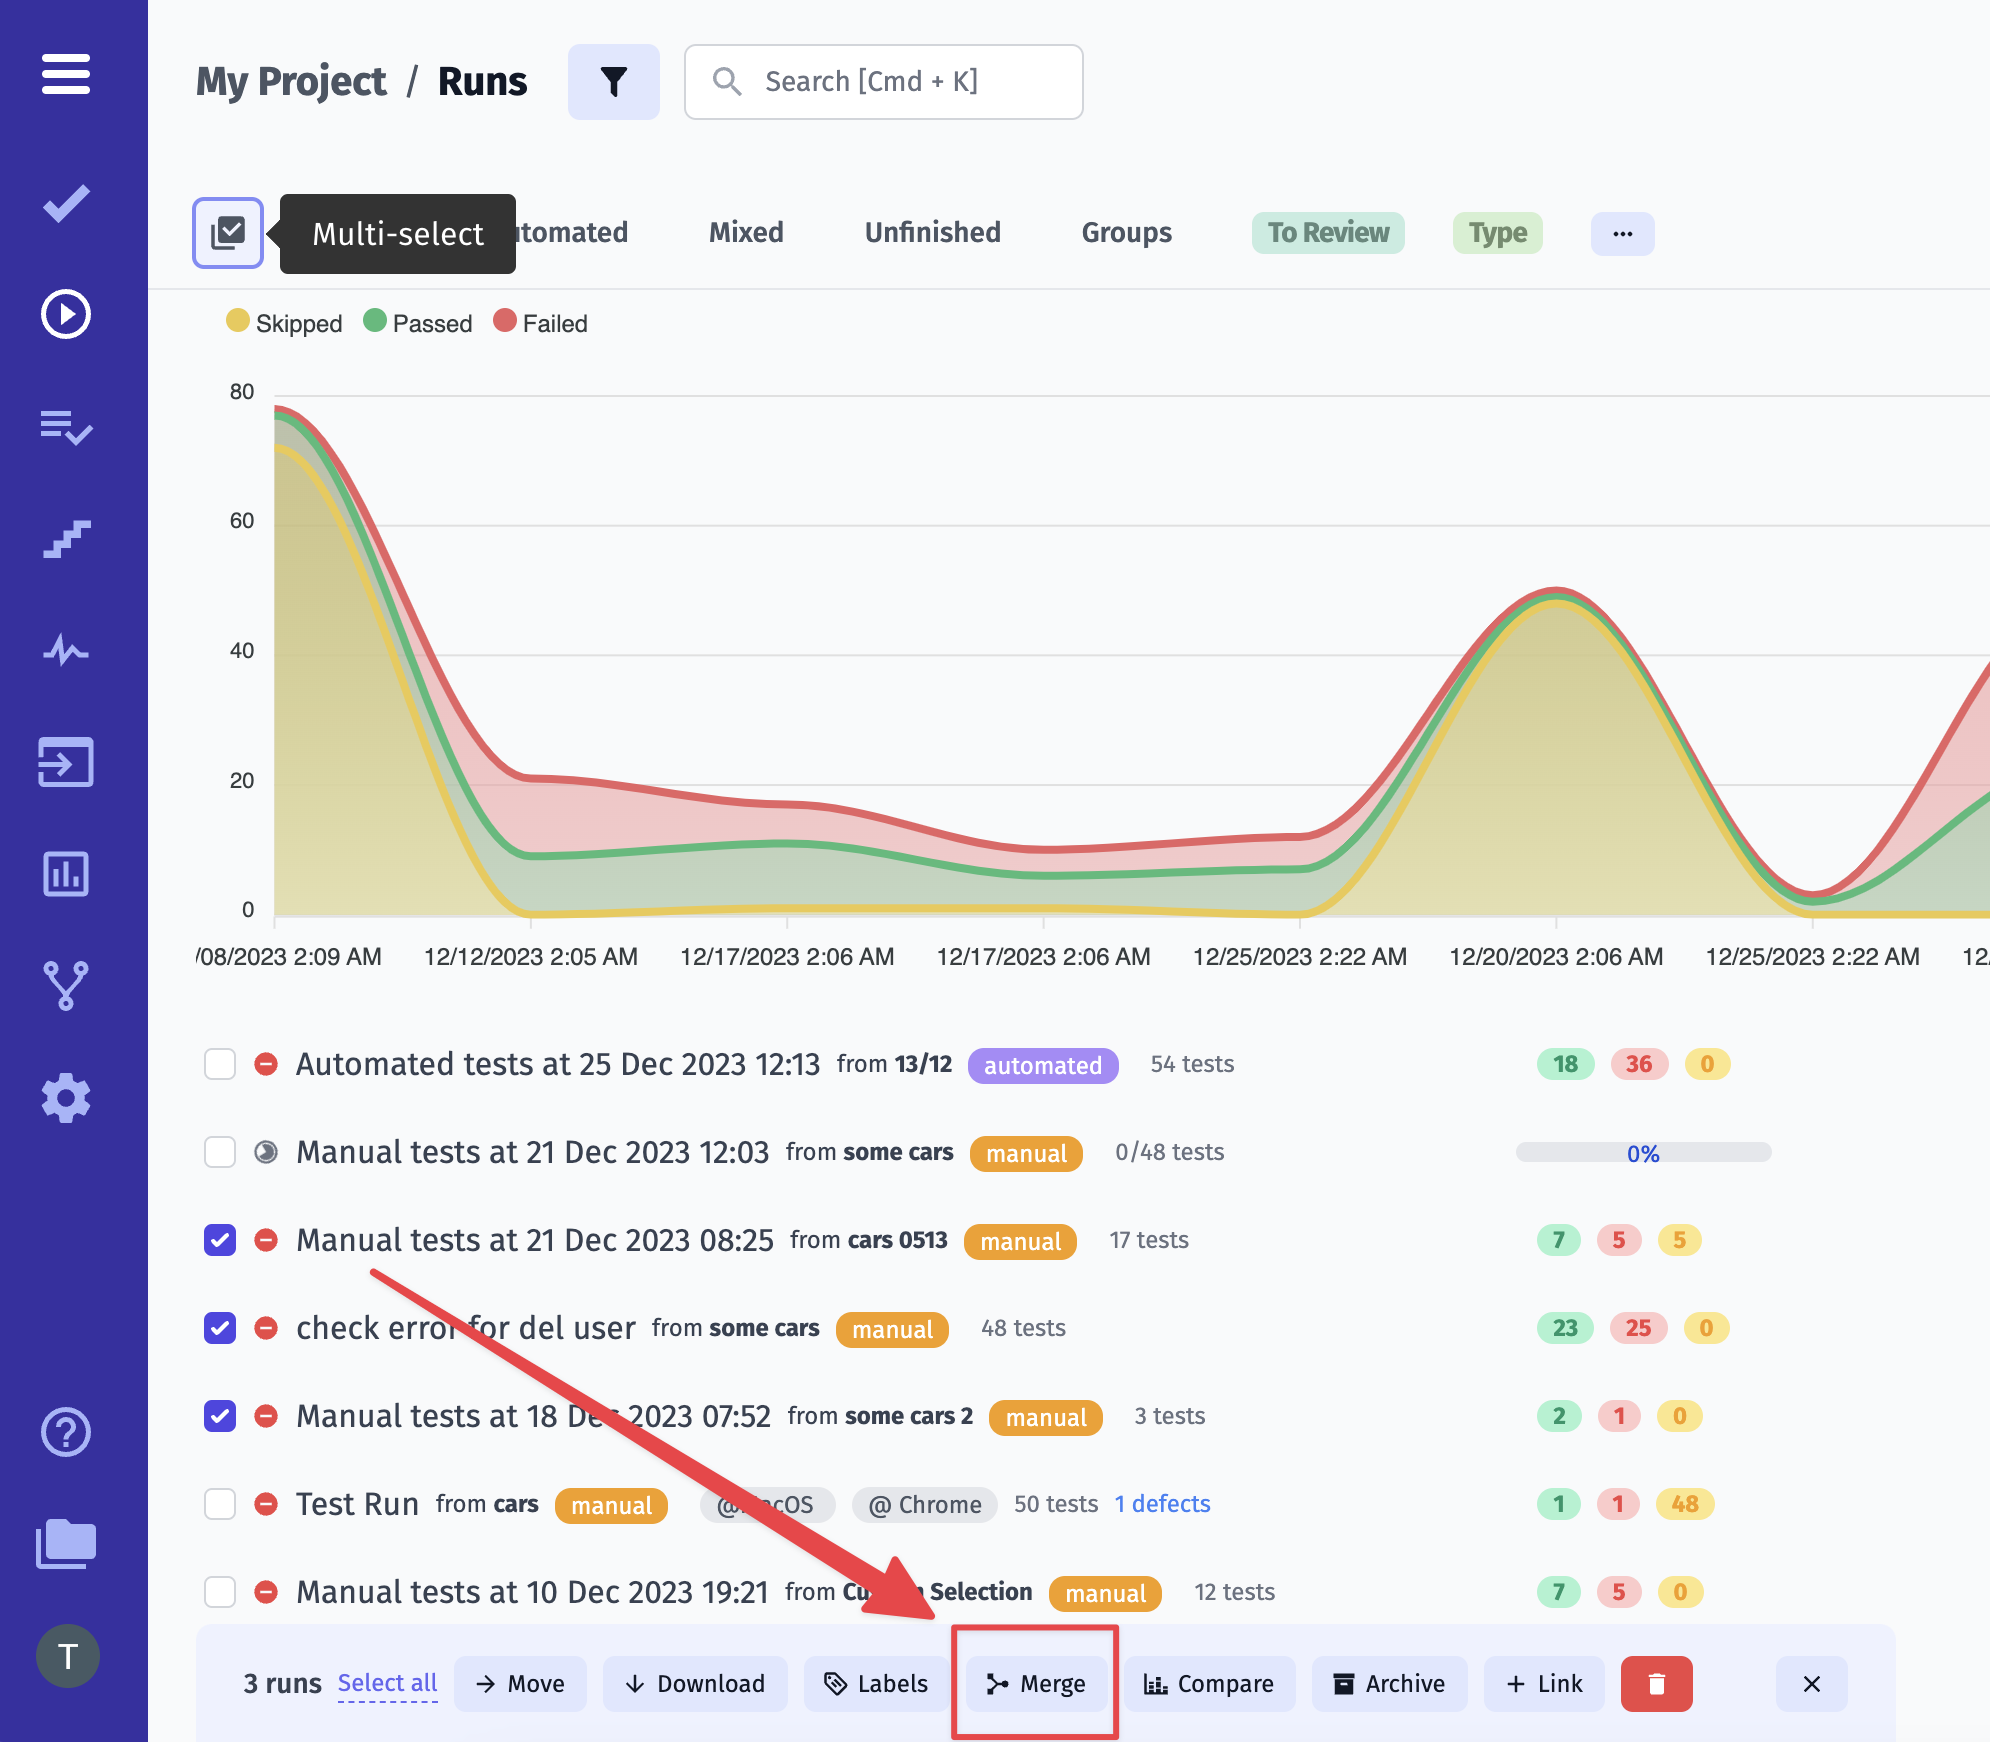 My Project / Runs
Search [Cmd + K]
Multi-select
Mixed
Unfinished
Groups
To Review
Type
...
Skipped Passed Failed
80
60
40
20
0
/08/2023 2:09 AM 12/12/2023 2:05 AM 12/17/2023 2:06 AM 12/17/2023 2:06 AM 12/25/2023 2:22 AM 12/20/2023 2:06 AM 12/25/2023 2:22 AM 12/
Automated tests at 25 Dec 2023 12:13 from 13/12 automated 54 tests 18 36 0
Manual tests at 21 Dec 2023 12:03 from some cars manual 0/48 tests 0%
Manual tests at 21 Dec 2023 08:25 from cars 0513 manual 17 tests 7 5 5
check error for del user from some cars manual 48 tests 23 25 0
Manual tests at 18 Dec 2023 07:52 from some cars 2 manual 3 tests 2 1 0
Test Run from cars manual @ MacOS @ Chrome 50 tests 1 defects 1 1 48
Manual tests at 10 Dec 2023 19:21 from Selection manual 12 tests 7 5 0
3 runs Select all Move Download Labels Merge Compare Archive + Link
T